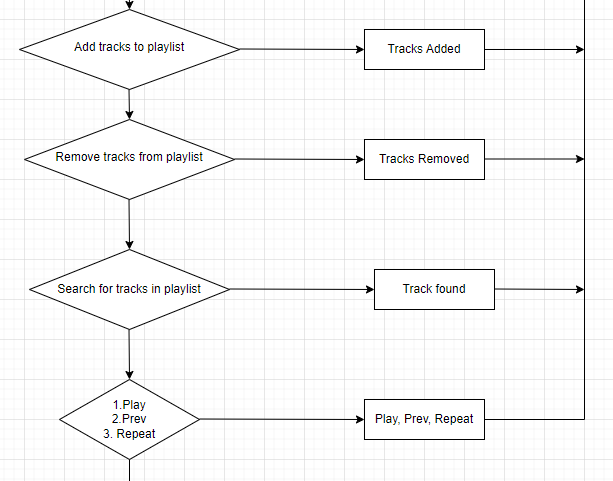 Add tracks to playlist
Tracks Added
Remove tracks from playlist
Tracks Removed
Search for tracks in playlist
Track found
1.Play
2.Prev
3. Repeat
Play, Prev, Repeat